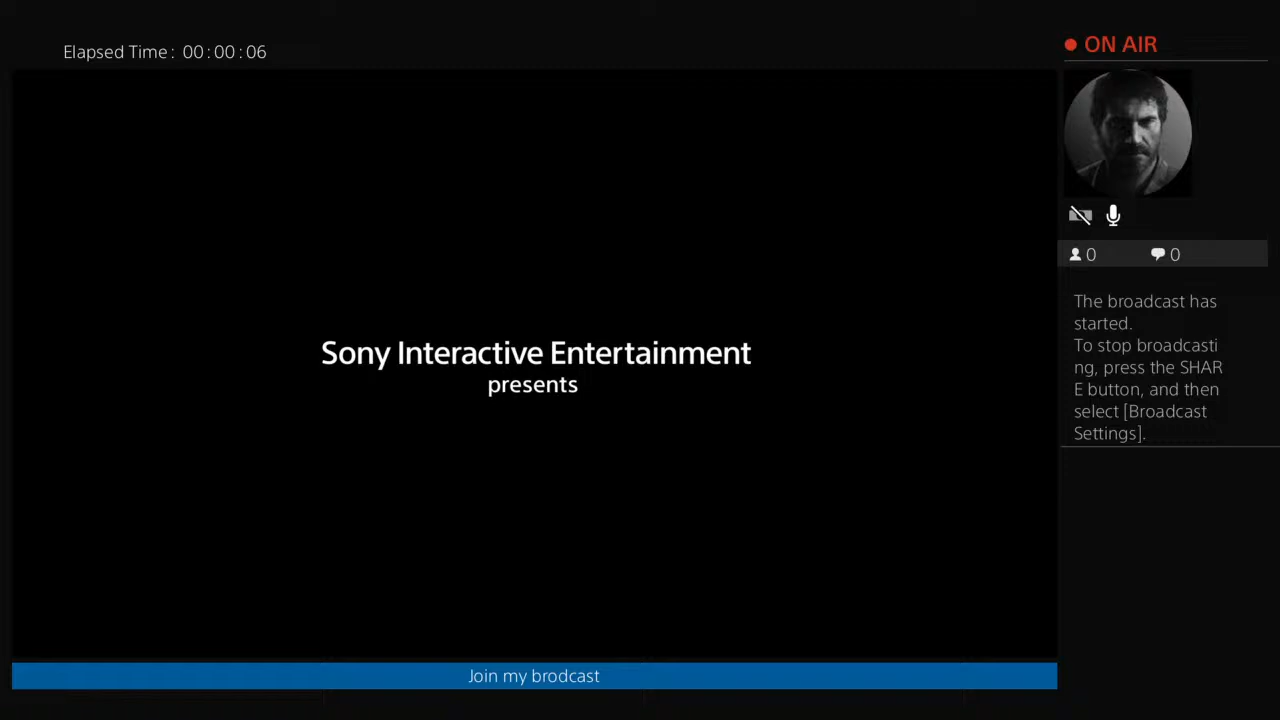 Elapsed Time: 00:00:06
ON AIR
0 0
The broadcast has
started.
To stop broadcasti
ng, press the SHAR
E button, and then
select [Broadcast
Settings].
Sony Interactive Entertainment
presents
Join my brodcast